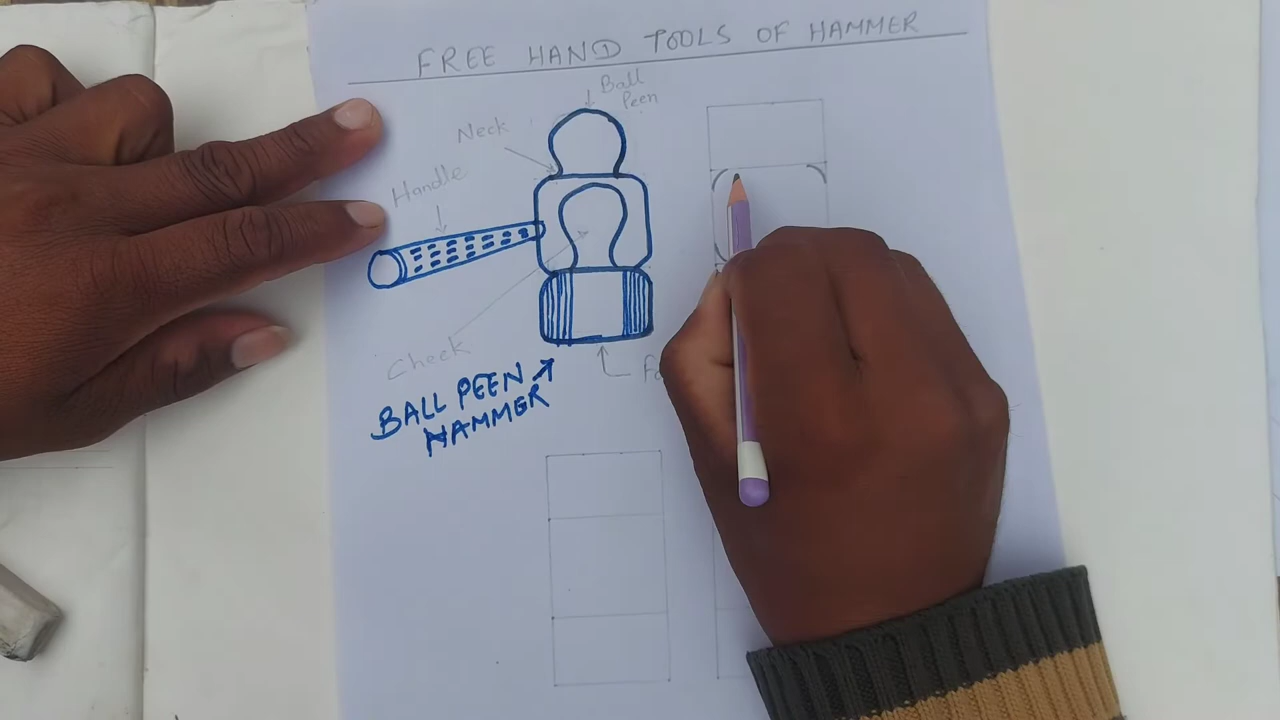 FREE HAND TOOLS OF HAMMER
Ball
Peen
Neck
Handle
Cheek
BALL PEEN
HAMMER